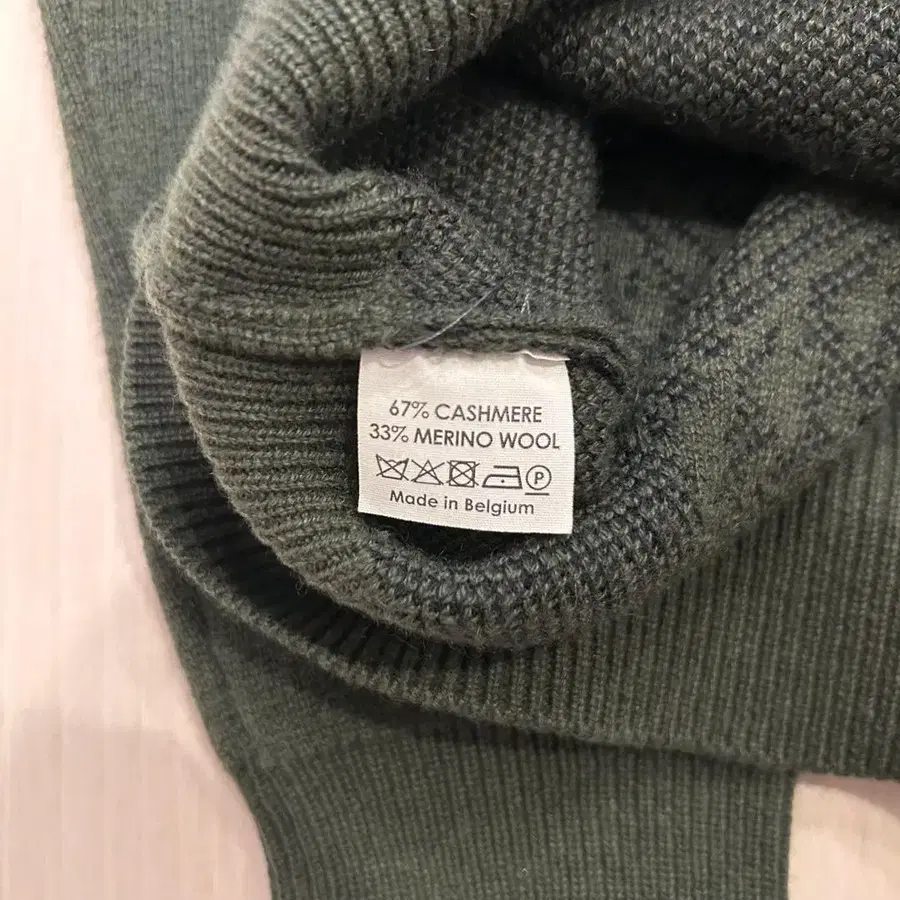 67% CASHMERE
33% MERINO WOOL
P
Made in Belgium